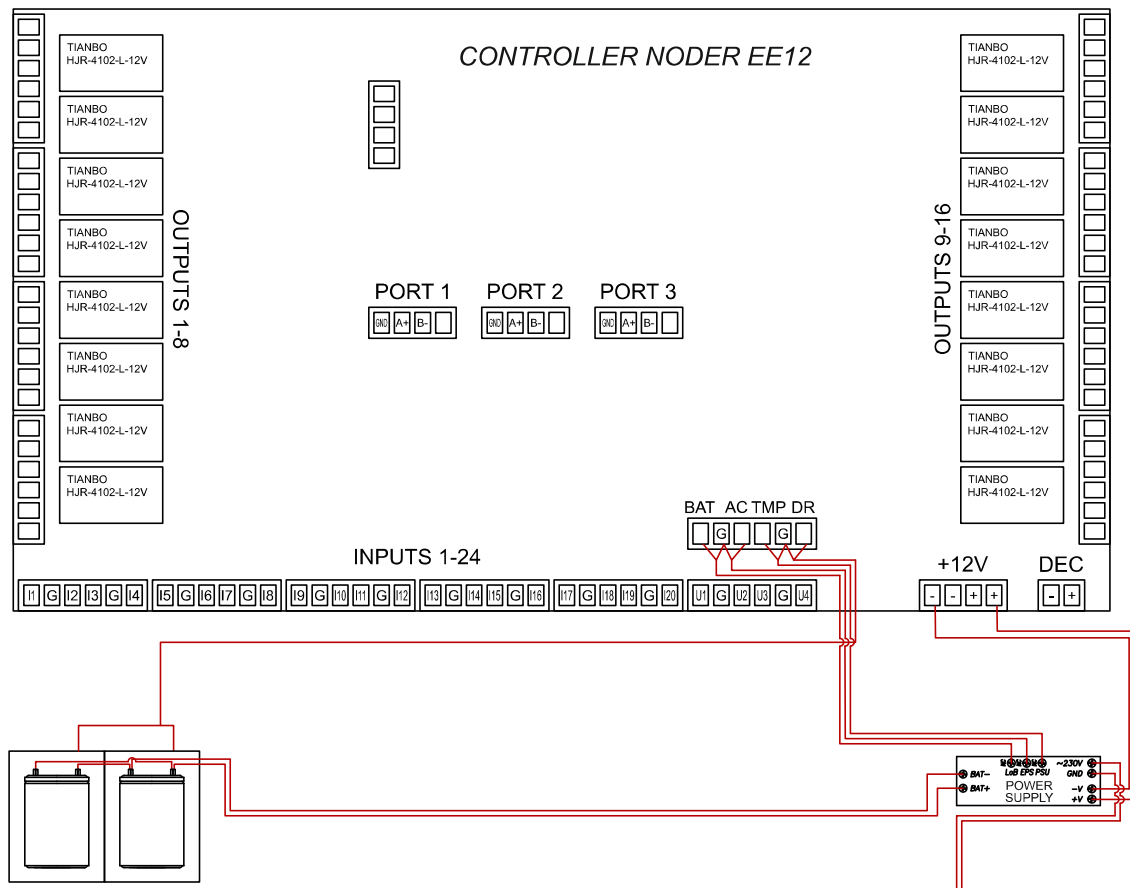 CONTROLLER NODER EE12
TIANBO
HJR-4102-L-12V
TIANBO
HJR-4102-L-12V
TIANBO
HJR-4102-L-12V
TIANBO
HJR-4102-L-12V
TIANBO
HJR-4102-L-12V
TIANBO
HJR-4102-L-12V
TIANBO
HJR-4102-L-12V
TIANBO
HJR-4102-L-12V
OUTPUTS 1-8
PORT 1 PORT 2 PORT 3
GND A+ B- GND A+ B- GND A+ B-
OUTPUTS 9-16
TIANBO
HJR-4102-L-12V
TIANBO
HJR-4102-L-12V
TIANBO
HJR-4102-L-12V
TIANBO
HJR-4102-L-12V
TIANBO
HJR-4102-L-12V
TIANBO
HJR-4102-L-12V
TIANBO
HJR-4102-L-12V
TIANBO
HJR-4102-L-12V
BAT AC TMP DR
G G
INPUTS 1-24
+12V DEC
I1 G I2 I3 G I4 I5 G I6 I7 G I8 I9 G I10 I11 G I12 I13 G I14 I15 G I16 I17 G I18 I19 G I20 U1 G U2 U3 G U4 - - + + - +
~230V
LoB EPS PSU
GND
BAT-
BAT+
POWER
SUPPLY
-V
+V